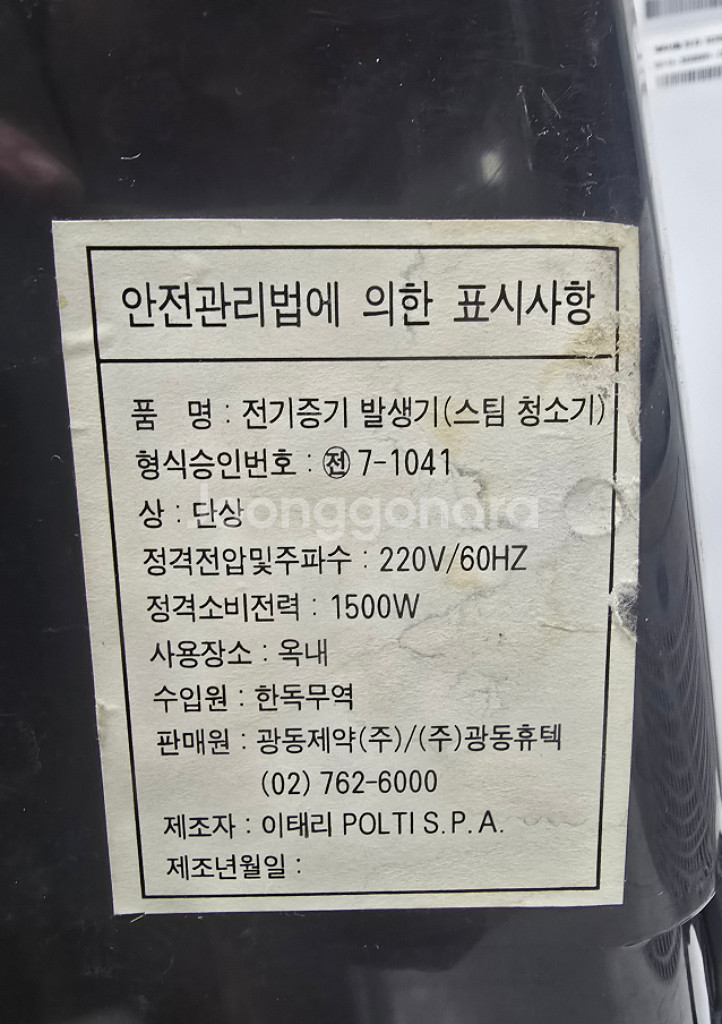 안전관리법에 의한 표시사항
품 명 : 전기증기 발생기(스팀 청소기)
형식승인번호 : ㊉ 7-1041
상 : 단상
정격전압및주파수 : 220V/60HZ
정격소비전력 : 1500W
사용장소 : 옥내
수입원 : 한독무역
판매원 : 광동제약(주)/(주)광동휴텍
(02) 762-6000
제조자 : 이태리 POLTI S.P.A.
제조년월일 :
Joonggonara